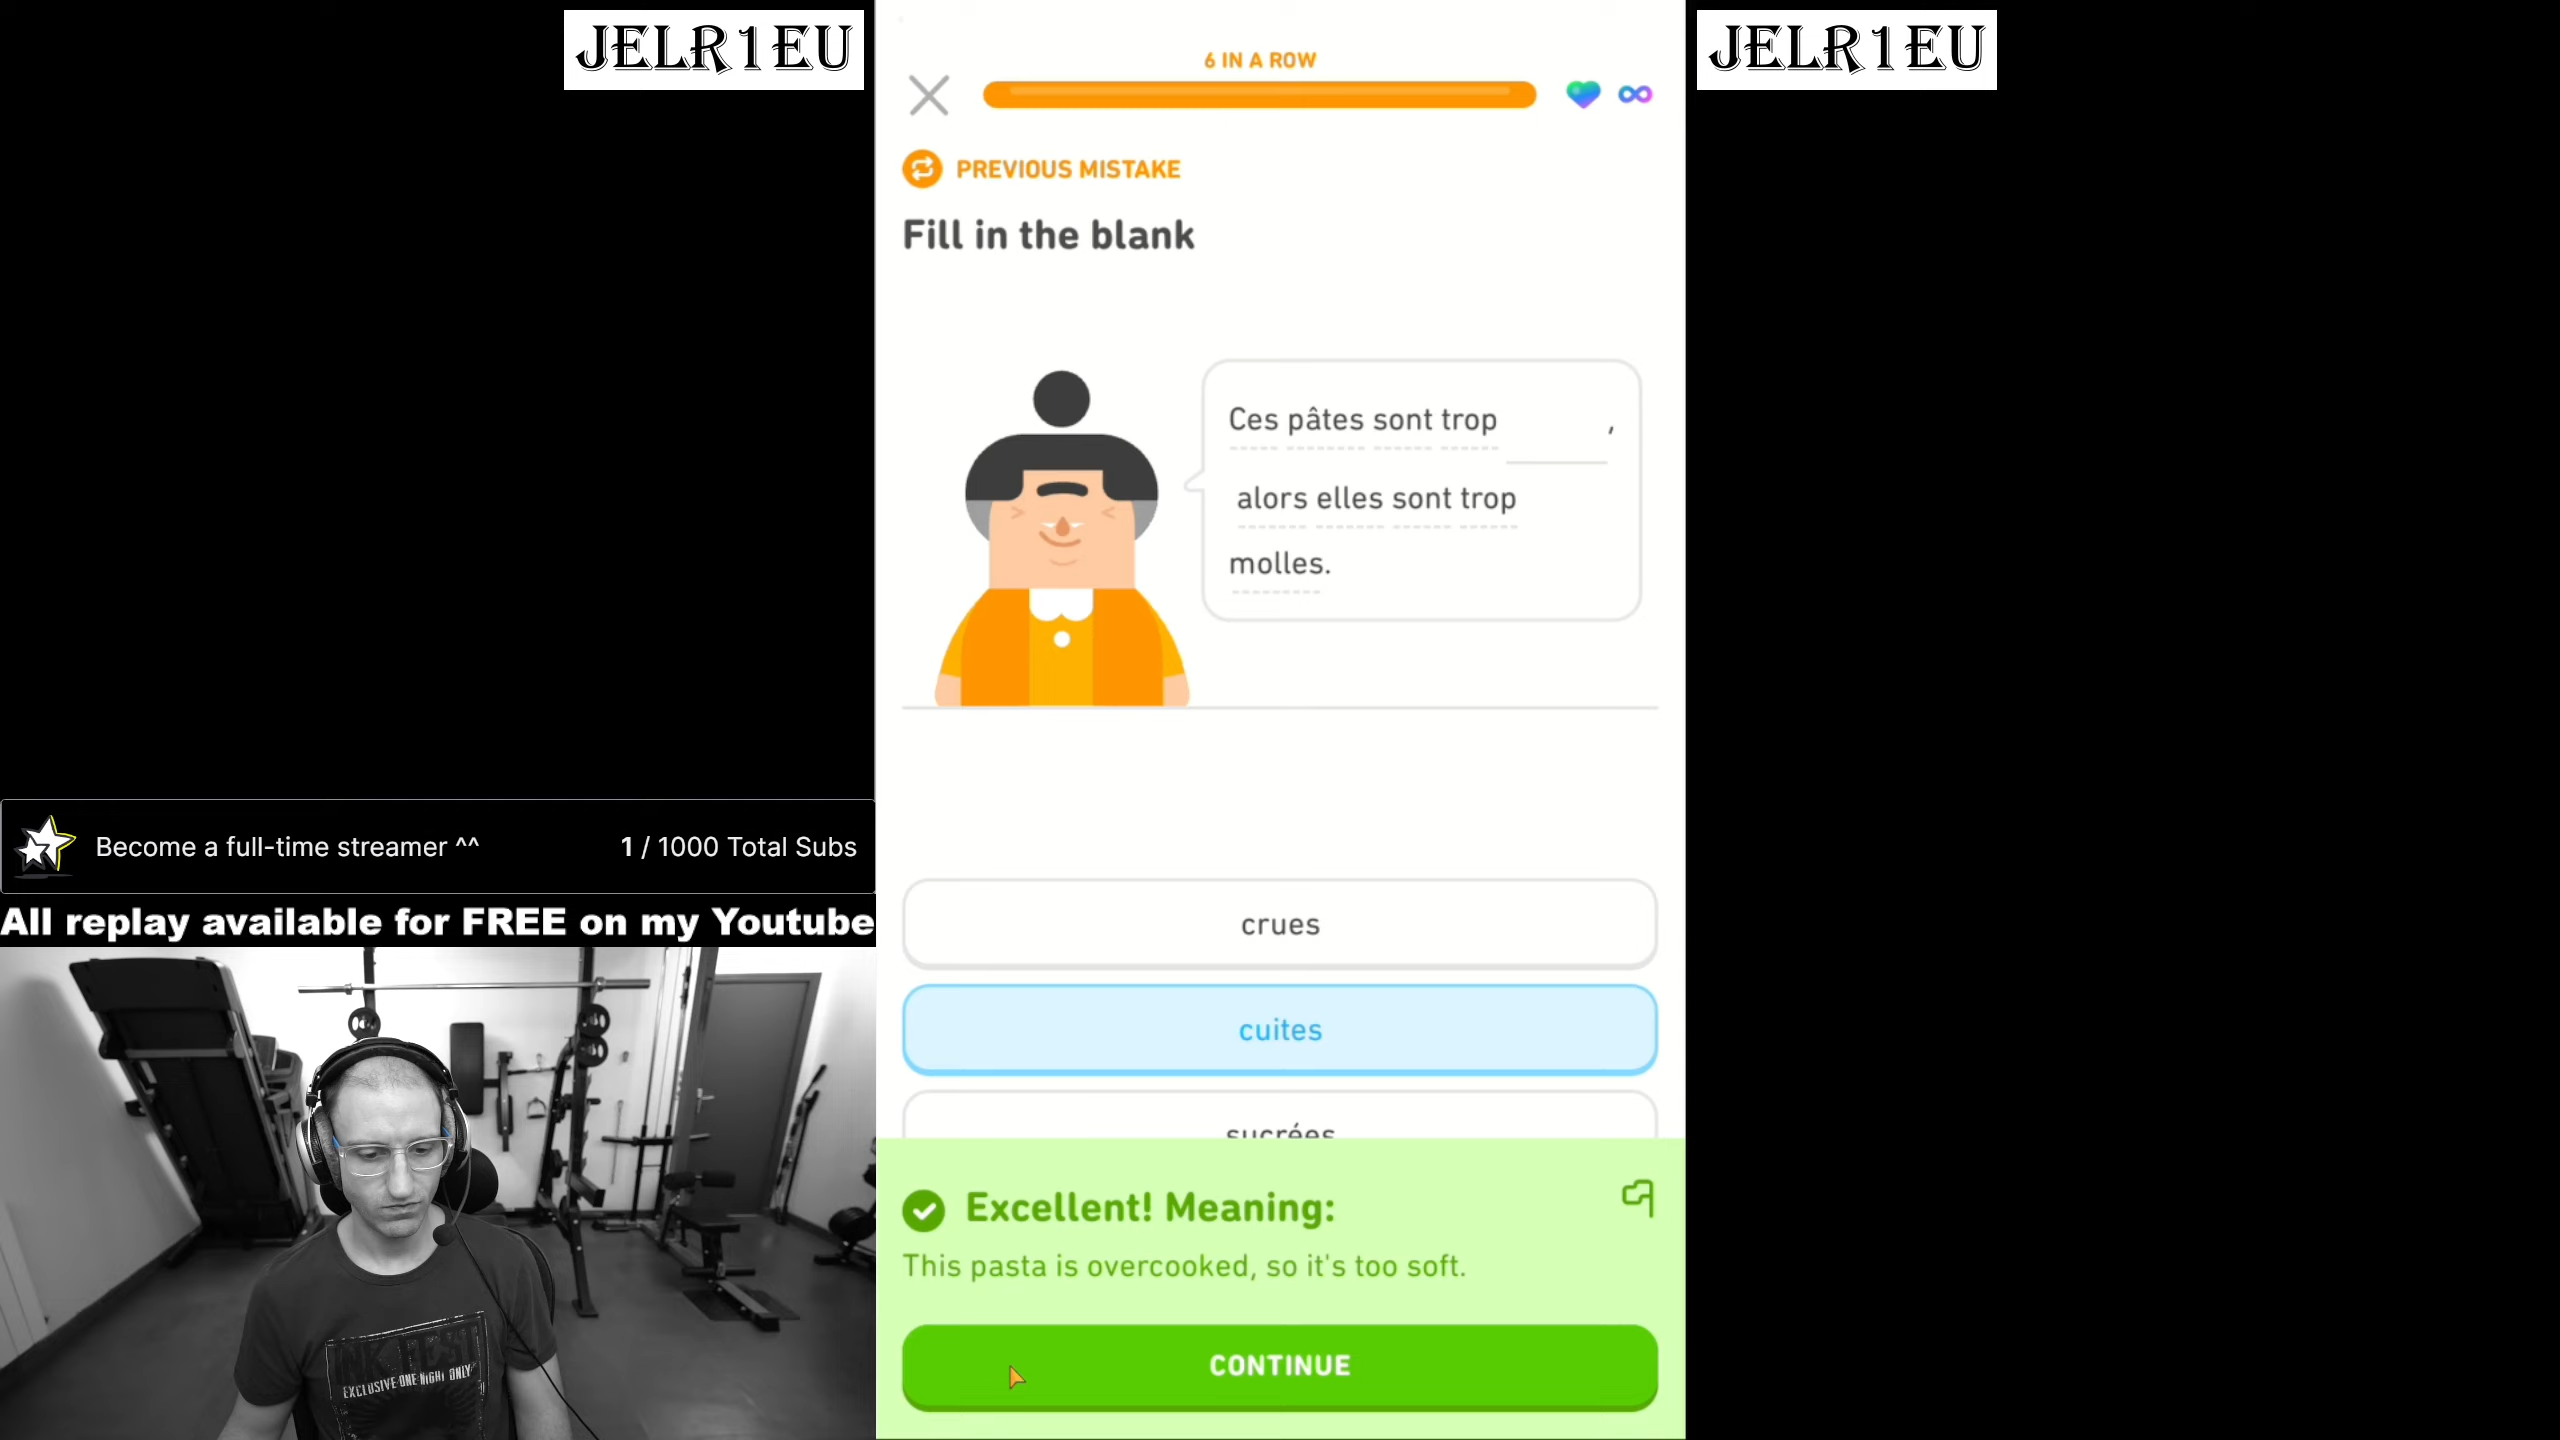 JELR1EU
JELR1EU
6 IN A ROW
PREVIOUS MISTAKE
Fill in the blank
Ces pâtes sont trop ,
alors elles sont trop
molles.
Become a full-time streamer ^^ 1 / 1000 Total Subs
All replay available for FREE on my Youtube
crues
cuites
sucrées
Excellent! Meaning:
This pasta is overcooked, so it's too soft.
CONTINUE
EXCLUSIVE ONE NIGHT ONLY